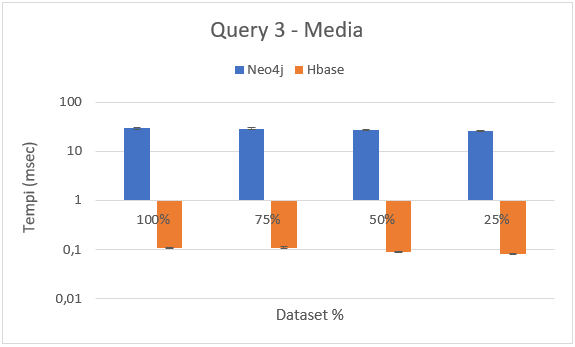 Query 3 - Media
Neo4j Hbase
Tempi (msec)
100
10
1
0,1
0,01
100% 75% 50% 25%
Dataset %